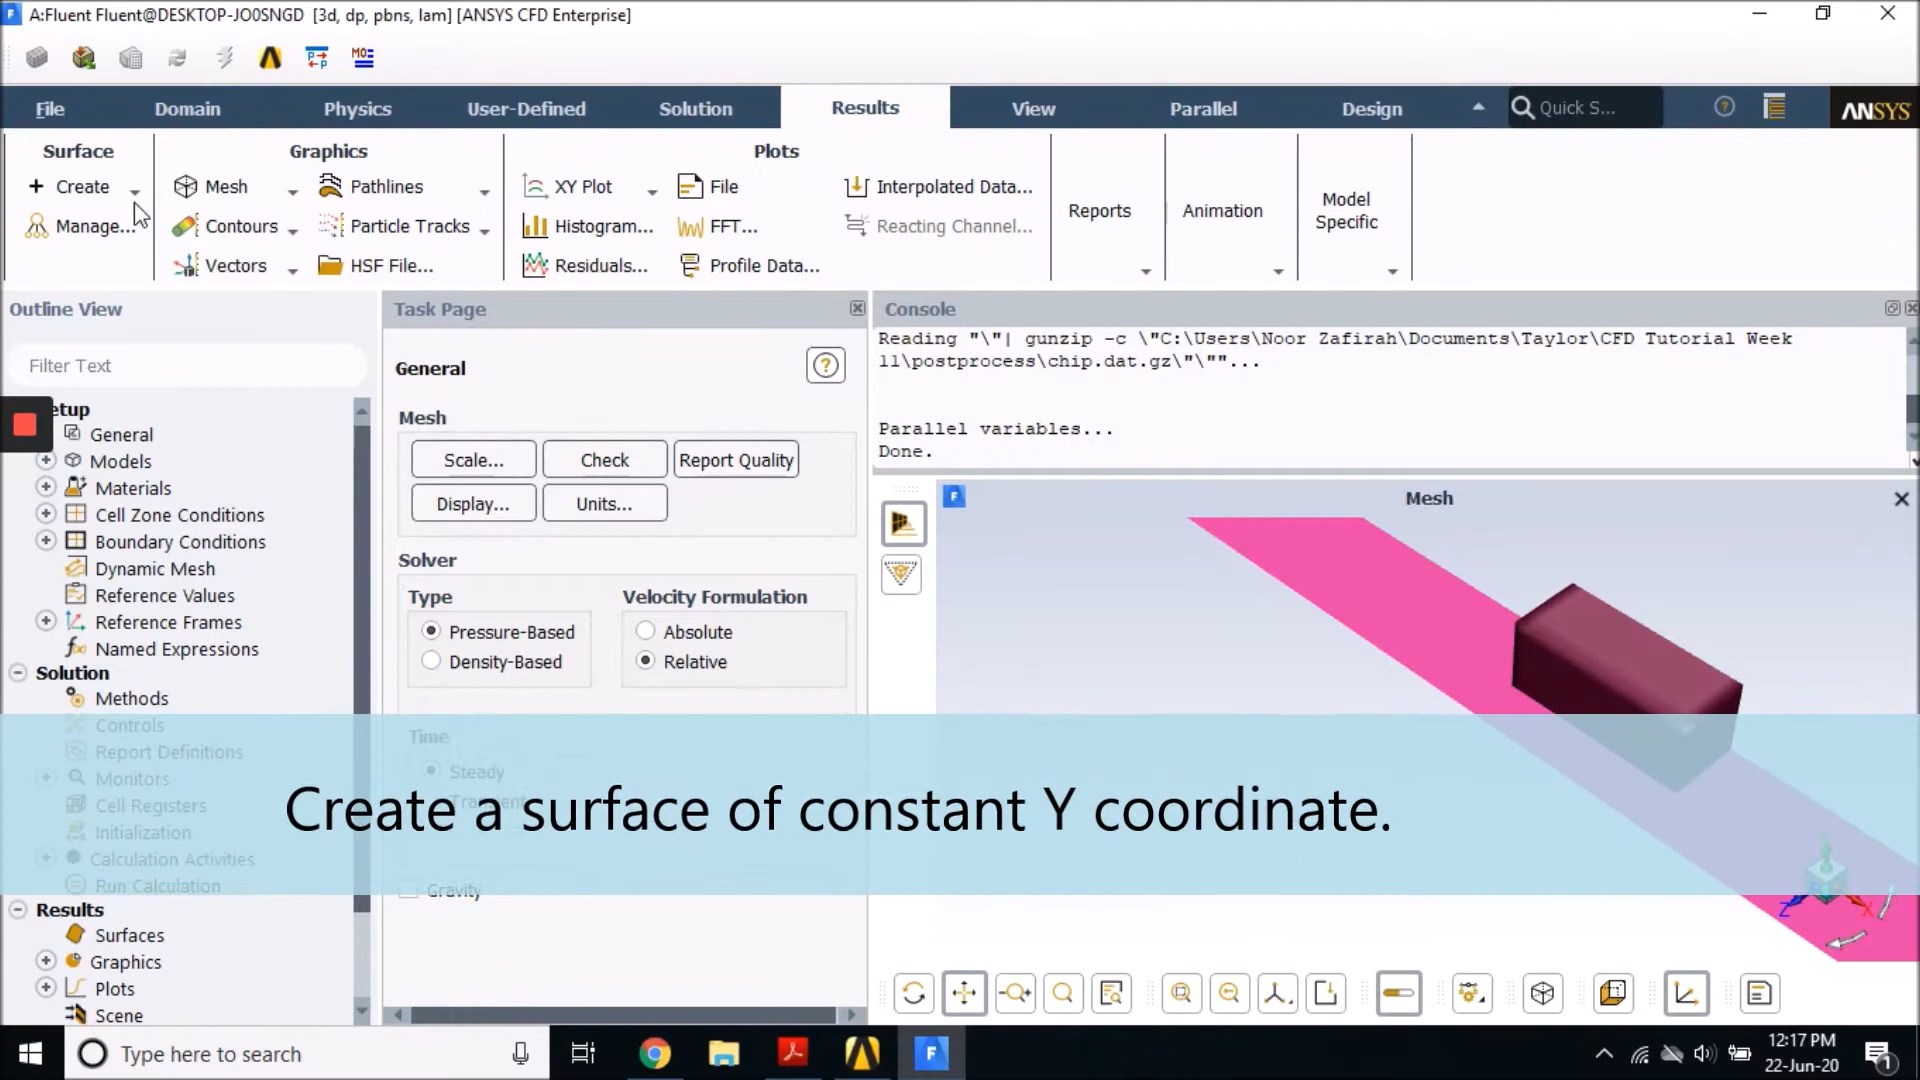 A:Fluent Fluent@DESKTOP-JO0SNGD [3d, dp, pbns, lam] [ANSYS CFD Enterprise]
File Domain Physics User-Defined Solution Results View Parallel Design Quick S... ANSYS
Surface Graphics Plots
Create Mesh Pathlines XY Plot File Interpolated Data...
Manage... Contours Particle Tracks Histogram... FFT... Reacting Channel...
Vectors HSF File... Residuals... Profile Data...
Reports
Animation
Model
Specific
Outline View
Filter Text
etup
General
Models
Materials
Cell Zone Conditions
Boundary Conditions
Dynamic Mesh
Reference Values
Reference Frames
Named Expressions
Solution
Methods
Controls
Report Definitions
Monitors
Cell Registers
Initialization
Calculation Activities
Run Calculation
Results
Surfaces
Graphics
Plots
Scene
Task Page
General
Mesh
Scale... Check Report Quality
Display... Units...
Solver
Type Velocity Formulation
Pressure-Based Absolute
Density-Based Relative
Time
Steady
Transient
Gravity
Console
Reading "\"| gunzip -c \"C:\Users\Noor Zafirah\Documents\Taylor\CFD Tutorial Week
11\postprocess\chip.dat.gz\"\""...
Parallel variables...
Done.
Mesh
Z X
Create a surface of constant Y coordinate.
Type here to search
12:17 PM
22-Jun-20
1